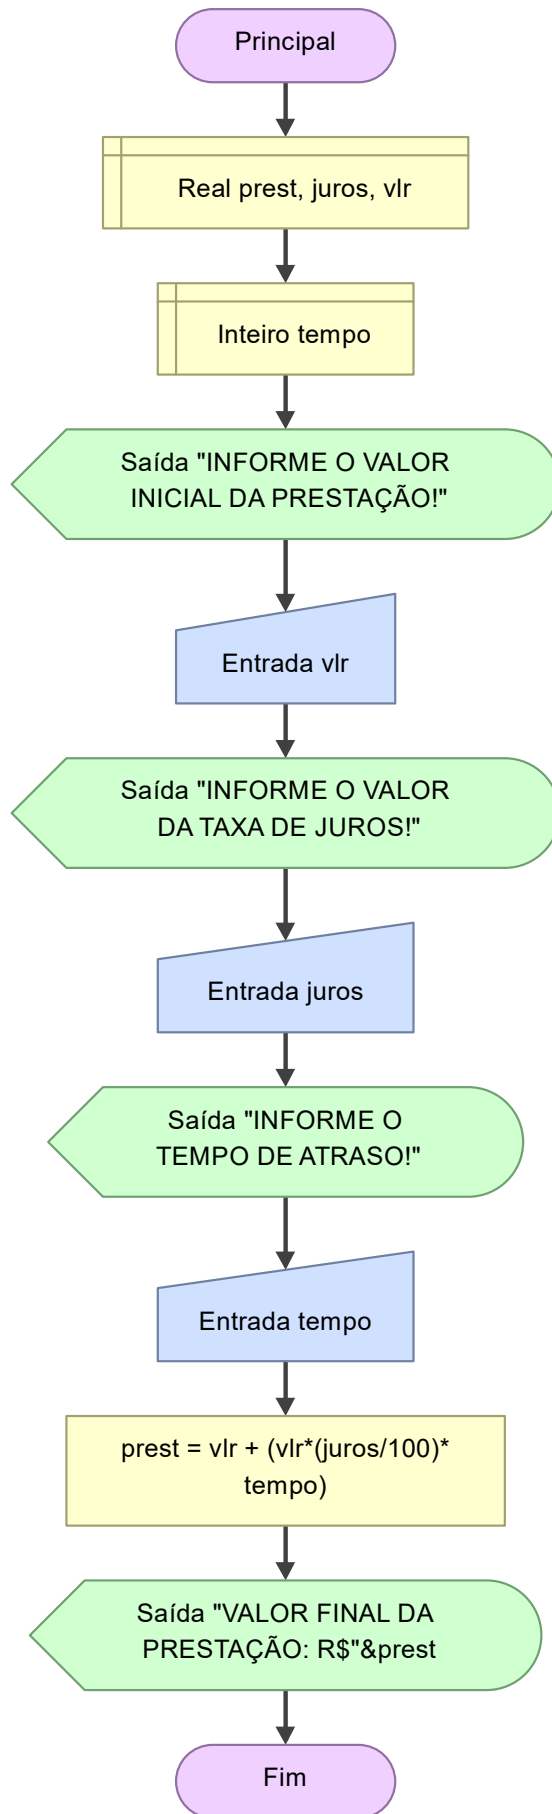 Principal
Real prest, juros, vlr
Inteiro tempo
Saída "INFORME O VALOR
INICIAL DA PRESTAÇÃO!"
Entrada vlr
Saída "INFORME O VALOR
DA TAXA DE JUROS!"
Entrada juros
Saída "INFORME O
TEMPO DE ATRASO!"
Entrada tempo
prest = vlr + (vlr*(juros/100)*
tempo)
Saída "VALOR FINAL DA
PRESTAÇÃO: R$"&prest
Fim